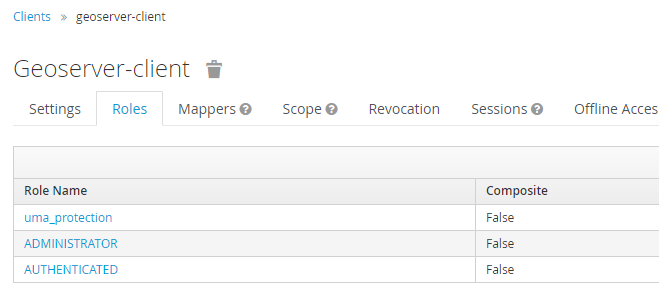 Clients » geoserver-client
Geoserver-client
Settings Roles Mappers ? Scope ? Revocation Sessions ? Offline Acces
Role Name Composite
uma_protection False
ADMINISTRATOR False
AUTHENTICATED False